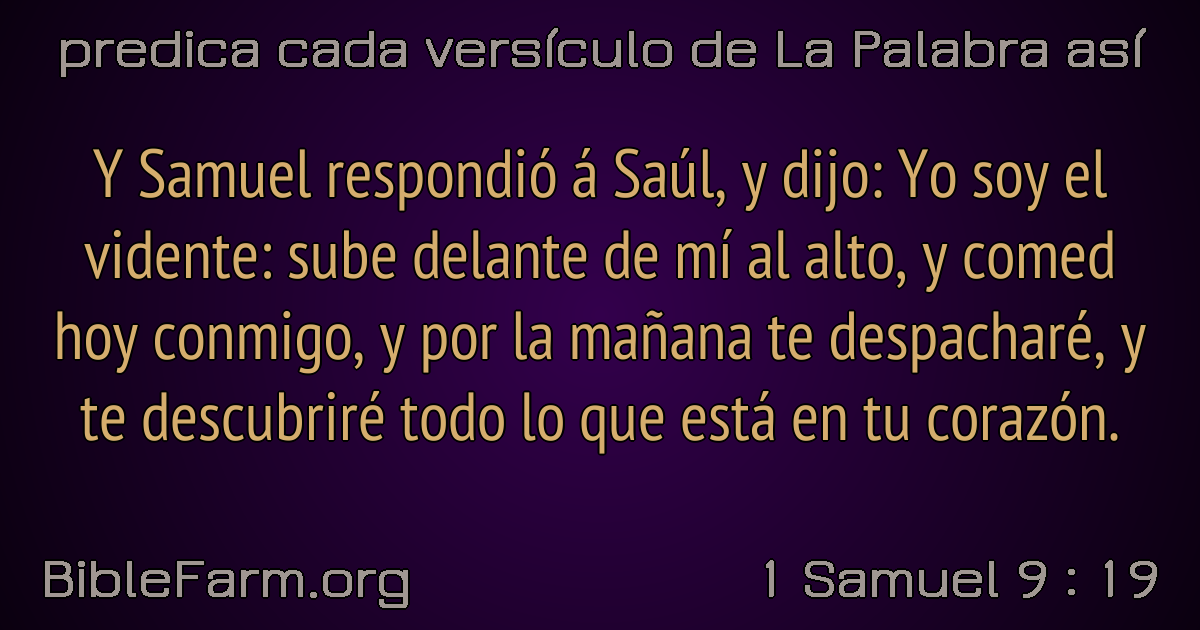 predica cada versículo de La Palabra así
Y Samuel respondió á Saúl, y dijo: Yo soy el
vidente: sube delante de mí al alto, y comed
hoy conmigo, y por la mañana te despacharé, y
te descubriré todo lo que está en tu corazón.
BibleFarm.org
1 Samuel 9 : 19